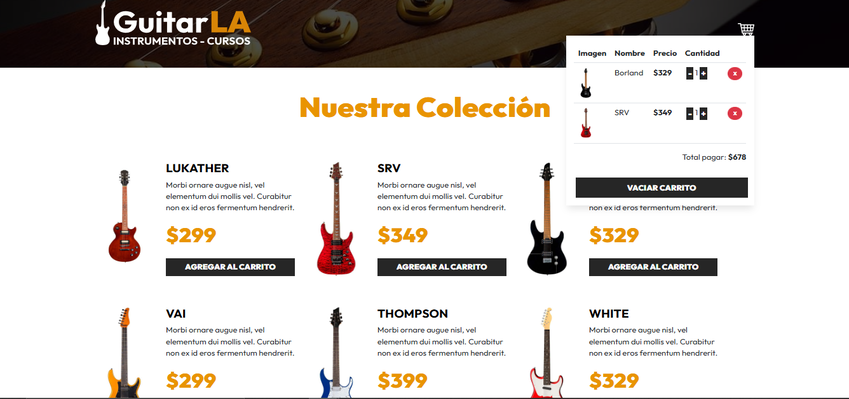 GuitarLA
INSTRUMENTOS - CURSOS
Imagen Nombre Precio Cantidad
Borland $329 - 1 + X
SRV $349 - 1 + X
Total pagar: $678
VACIAR CARRITO
Nuestra Colección
LUKATHER
Morbi ornare augue nisl, vel
elementum dui mollis vel. Curabitur
non ex id eros fermentum hendrerit.
$299
AGREGAR AL CARRITO
SRV
Morbi ornare augue nisl, vel
elementum dui mollis vel. Curabitur
non ex id eros fermentum hendrerit.
$349
AGREGAR AL CARRITO
non ex id eros fermentum hendrerit.
$329
AGREGAR AL CARRITO
VAI
Morbi ornare augue nisl, vel
elementum dui mollis vel. Curabitur
non ex id eros fermentum hendrerit.
$299
THOMPSON
Morbi ornare augue nisl, vel
elementum dui mollis vel. Curabitur
non ex id eros fermentum hendrerit.
$399
WHITE
Morbi ornare augue nisl, vel
elementum dui mollis vel. Curabitur
non ex id eros fermentum hendrerit.
$329